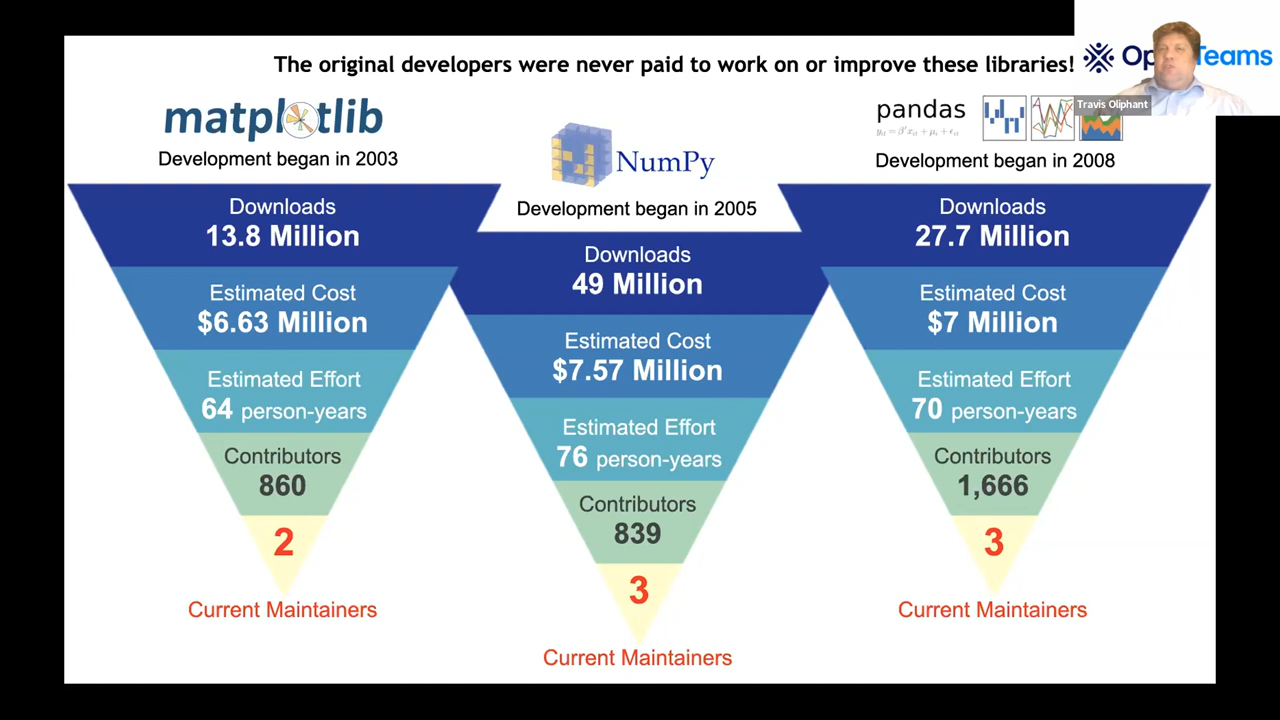 The original developers were never paid to work on or improve these libraries!
Op Teams
Travis Oliphant
matplotlib
Development began in 2003
Downloads
13.8 Million
Estimated Cost
$6.63 Million
Estimated Effort
64 person-years
Contributors
860
2
Current Maintainers
NumPy
Development began in 2005
Downloads
49 Million
Estimated Cost
$7.57 Million
Estimated Effort
76 person-years
Contributors
839
3
Current Maintainers
pandas
Development began in 2008
Downloads
27.7 Million
Estimated Cost
$7 Million
Estimated Effort
70 person-years
Contributors
1,666
3
Current Maintainers